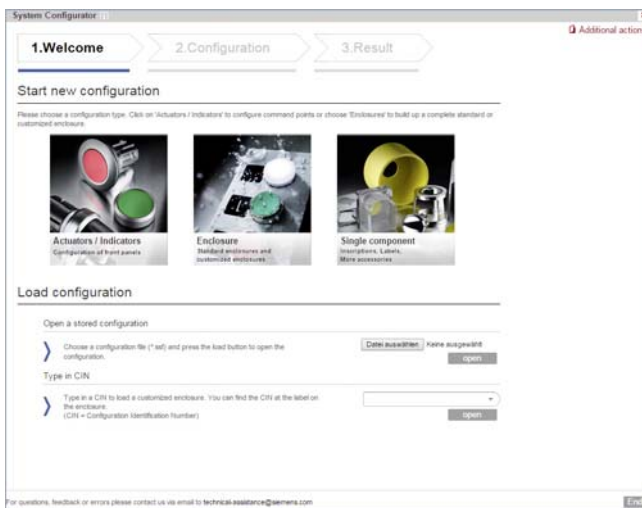 System Configurator
Additional action
1.Welcome
2.Configuration
3.Result
Start new configuration
Please choose a configuration type. Click on 'Actuators / Indicators' to configure command points or choose 'Enclosures' to build up a complete standard or
customized enclosure.
Actuators / Indicators
Configuration of front panels
Enclosure
Standard enclosures and
customized enclosures
Single component
Inscriptions, Labels,
More accessories
Load configuration
Open a stored configuration
Choose a configuration file (*.ssf) and press the load button to open the
configuration.
Datei auswählen Keine ausgewählt
open
Type in CIN
Type in a CIN to load a customized enclosure. You can find the CIN at the label on
the enclosure.
(CIN = Configuration Identification Number)
open
For questions, feedback or errors please contact us via email to technical-assistance@siemens.com
End